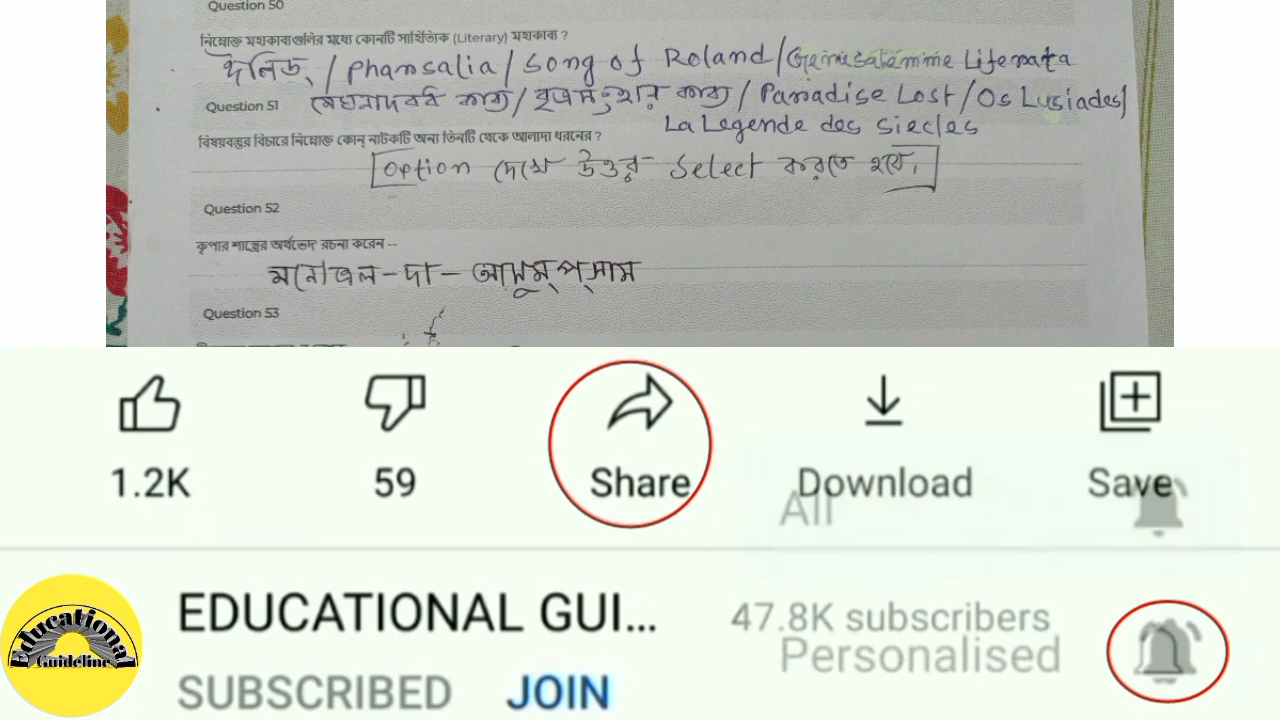 Question 50
নিম্নোক্ত মহাকাব্যগুলির মধ্যে কোনটি সাহিত্যিক (Literary) মহাকাব্য ?
ঈনিড্ / Pharsalia / Song of Roland / Gerusalemme Liferata
Question 51 মেঘনাদবধ কাব্য / বৃত্রসংহার কাব্য / Paradise Lost / Os Lusiades /
La Legende des siecles
বিষয়বস্তুর বিচারে নিম্নোক্ত কোন্ নাটকটি অন্য তিনটি থেকে আলাদা ধরনের ?
Option দেখে উত্তর Select করতে হবে,
Question 52
কৃপার শাস্ত্রের অর্থভেদ রচনা করেন --
মনোএল-দা-আসুম্পসাম
Question 53
1.2K
59
Share
Download
Save
All
EDUCATIONAL GUI...
47.8K subscribers
Personalised
SUBSCRIBED JOIN
Educational
Guideline